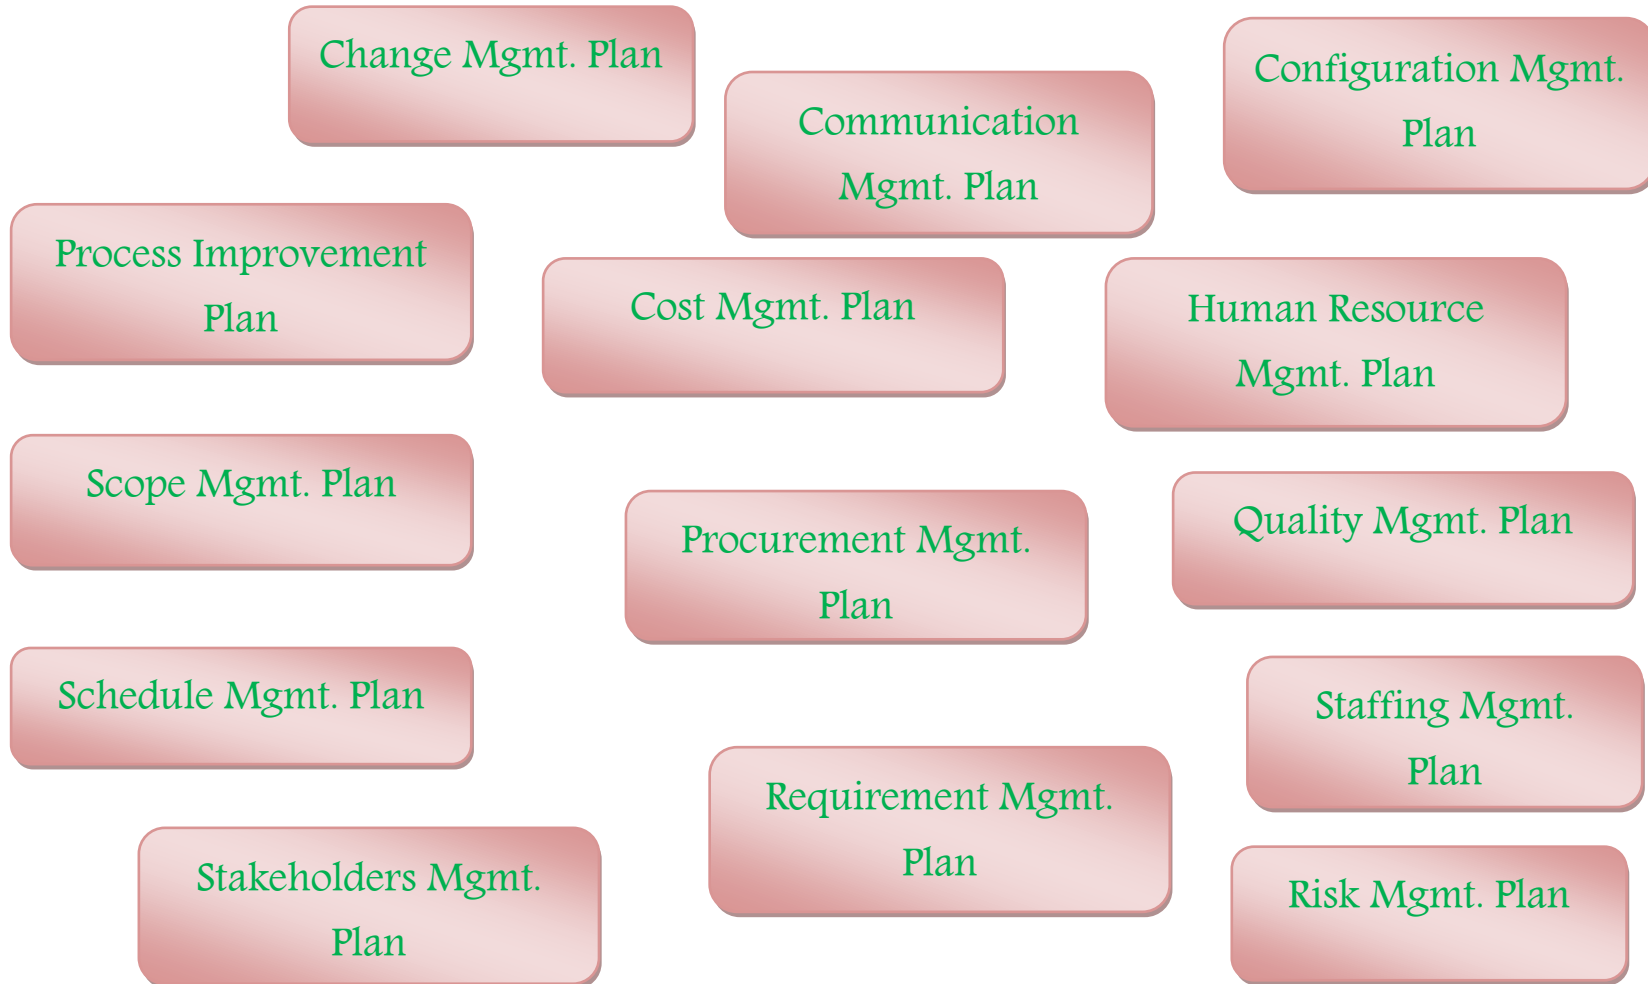 Change Mgmt. Plan
Communication
Mgmt. Plan
Configuration Mgmt.
Plan
Process Improvement
Plan
Cost Mgmt. Plan
Human Resource
Mgmt. Plan
Scope Mgmt. Plan
Procurement Mgmt.
Plan
Quality Mgmt. Plan
Schedule Mgmt. Plan
Staffing Mgmt.
Plan
Requirement Mgmt.
Plan
Stakeholders Mgmt.
Plan
Risk Mgmt. Plan